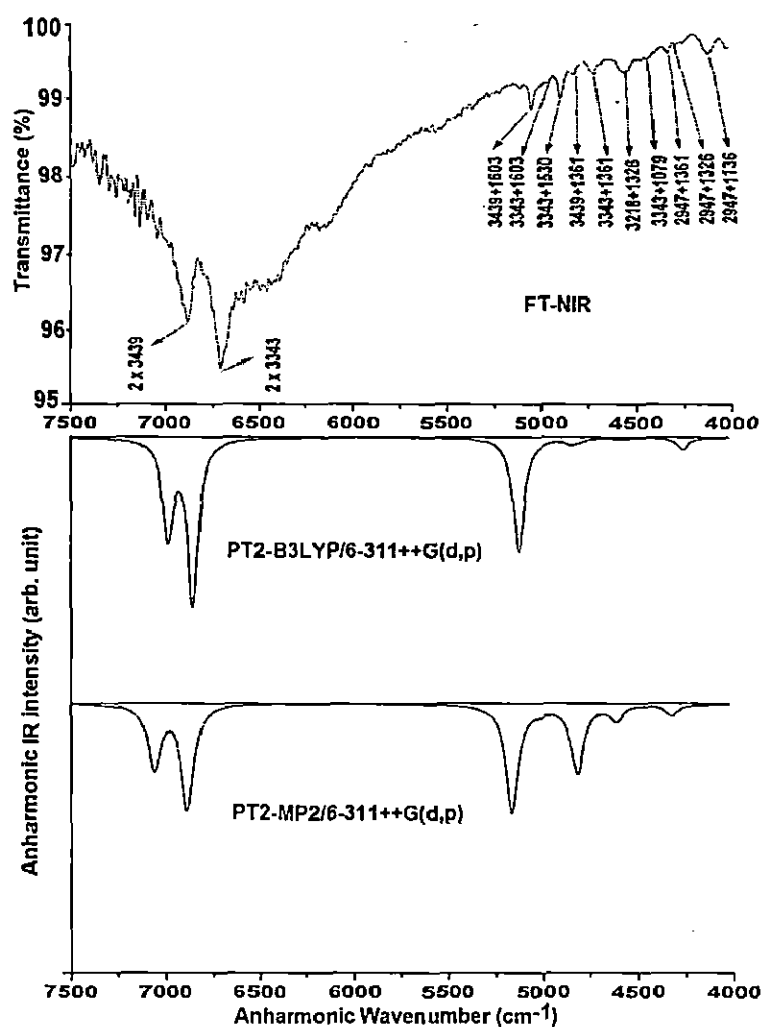 100
99
98
97
96
95
Transmittance (%)
3439+1603
3343+1603
3343+1530
3439+1361
3343+1361
3218+1326
3343+1079
2947+1361
2947+1326
2947+1136
FT-NIR
2 x 3439
2 x 3343
7500 7000 6500 6000 5500 5000 4500 4000
Anharmonic IR intensity (arb. unit)
PT2-B3LYP/6-311++G(d,p)
PT2-MP2/6-311++G(d,p)
7500 7000 6500 6000 5500 5000 4500 4000
Anharmonic Wavenumber (cm⁻¹)